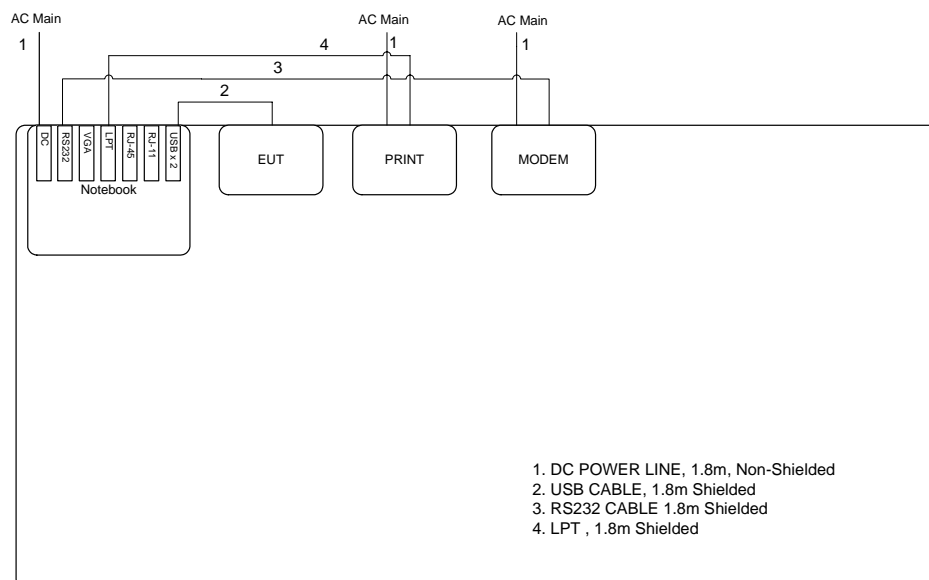 AC Main
AC Main
AC Main
1
4
1
1
3
2
DC
RS232
VGA
LPT
RJ-45
RJ-11
USB x 2
Notebook
EUT
PRINT
MODEM
1. DC POWER LINE, 1.8m, Non-Shielded
2. USB CABLE, 1.8m Shielded
3. RS232 CABLE 1.8m Shielded
4. LPT , 1.8m Shielded